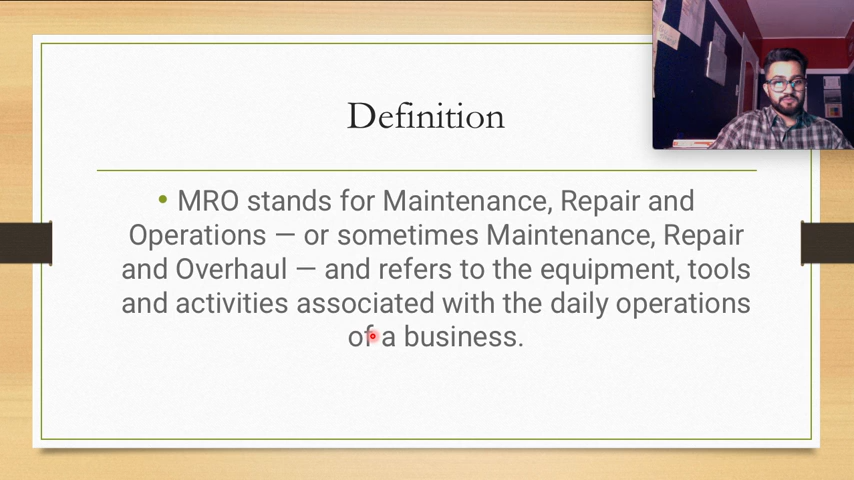 Definition
• MRO stands for Maintenance, Repair and
Operations — or sometimes Maintenance, Repair
and Overhaul — and refers to the equipment, tools
and activities associated with the daily operations
of a business.